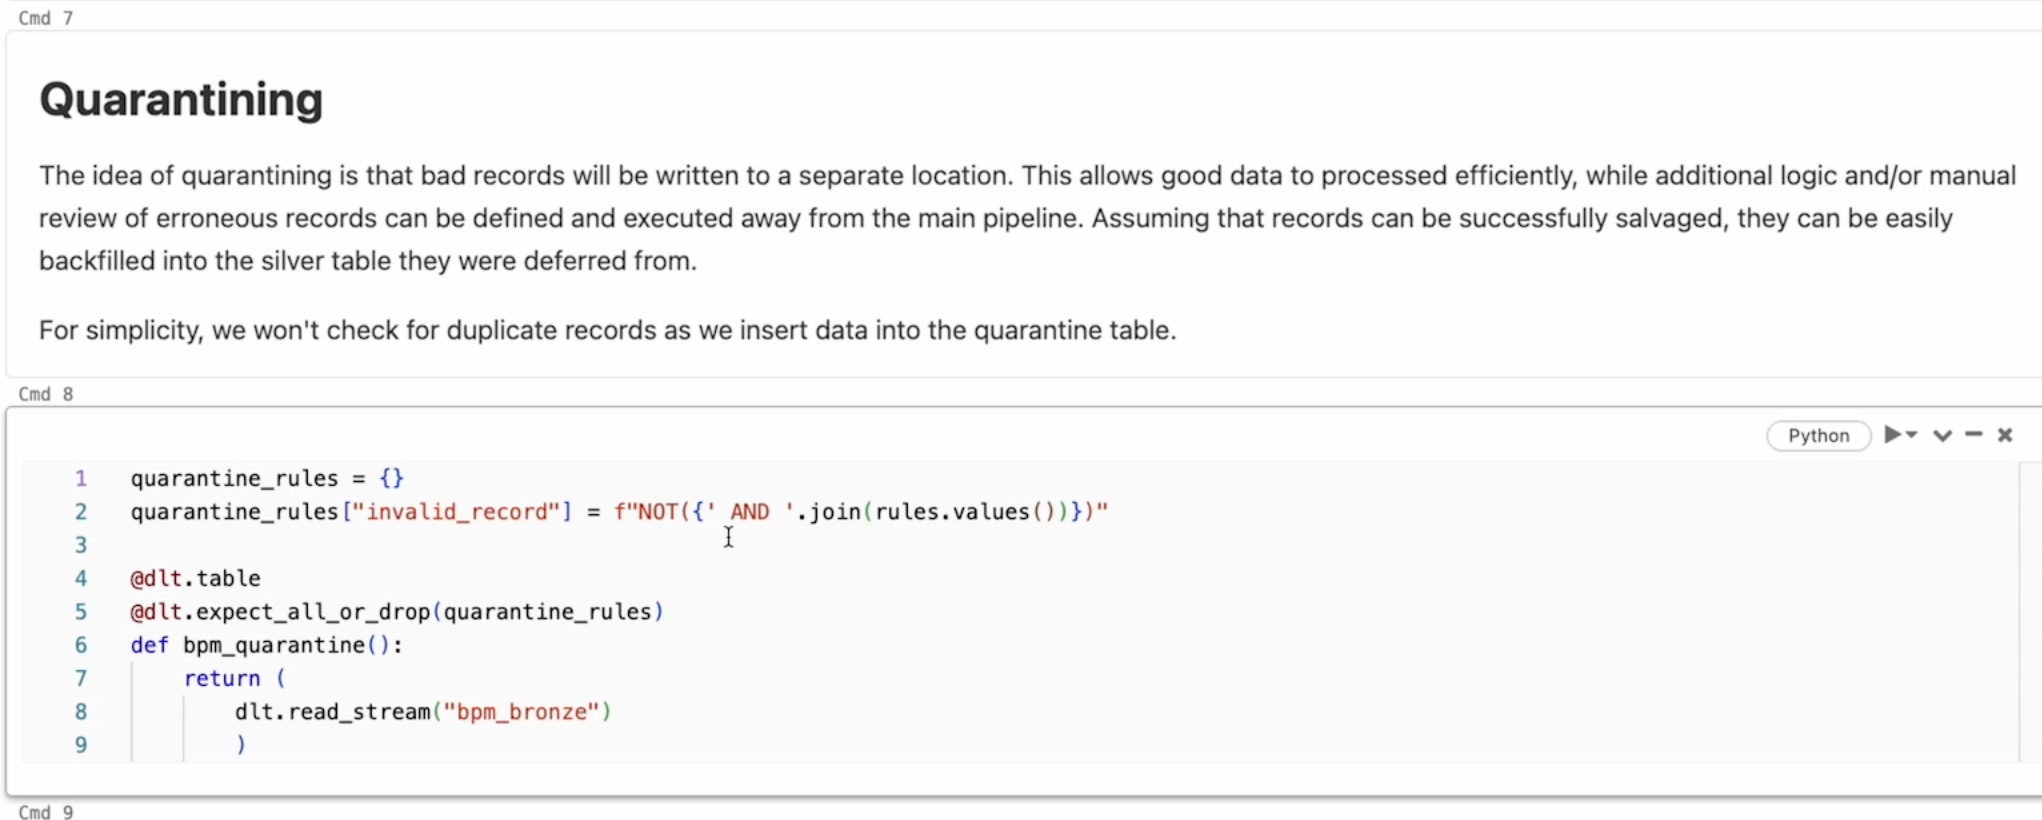 Cmd 7
Quarantining
The idea of quarantining is that bad records will be written to a separate location. This allows good data to processed efficiently, while additional logic and/or manual
review of erroneous records can be defined and executed away from the main pipeline. Assuming that records can be successfully salvaged, they can be easily
backfilled into the silver table they were deferred from.
For simplicity, we won't check for duplicate records as we insert data into the quarantine table.
Cmd 8
Python
1 quarantine_rules = {}
2 quarantine_rules["invalid_record"] = f"NOT({' AND '.join(rules.values())})"
3
4 @dlt.table
5 @dlt.expect_all_or_drop(quarantine_rules)
6 def bpm_quarantine():
7     return (
8         dlt.read_stream("bpm_bronze")
9         )
Cmd 9